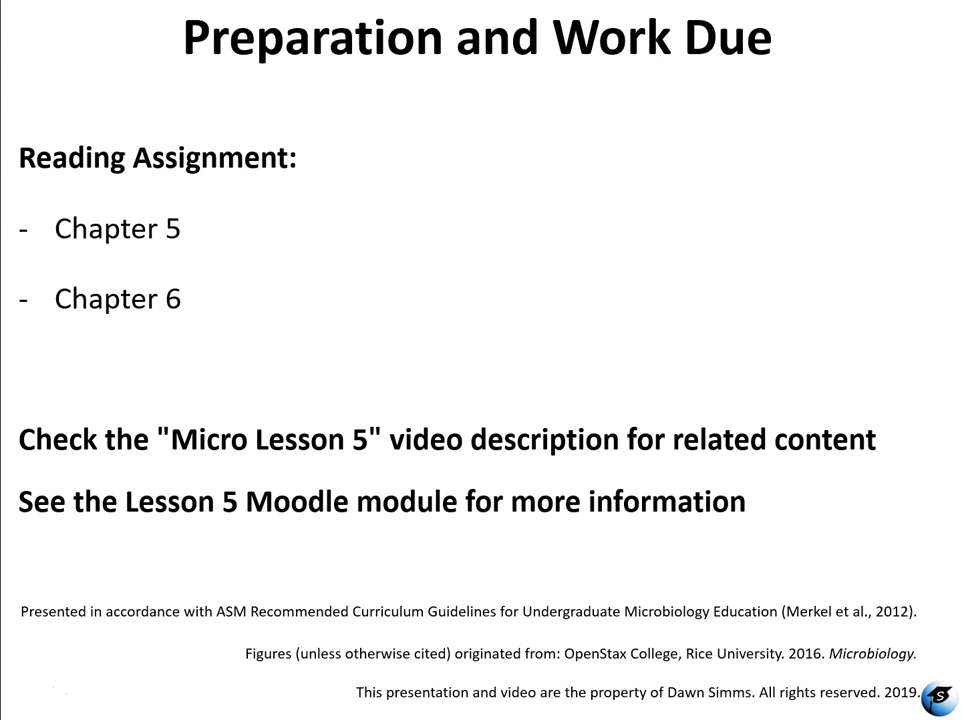 Preparation and Work Due
Reading Assignment:
- Chapter 5
- Chapter 6
Check the "Micro Lesson 5" video description for related content
See the Lesson 5 Moodle module for more information
Presented in accordance with ASM Recommended Curriculum Guidelines for Undergraduate Microbiology Education (Merkel et al., 2012).
Figures (unless otherwise cited) originated from: OpenStax College, Rice University. 2016. Microbiology.
This presentation and video are the property of Dawn Simms. All rights reserved. 2019.
S